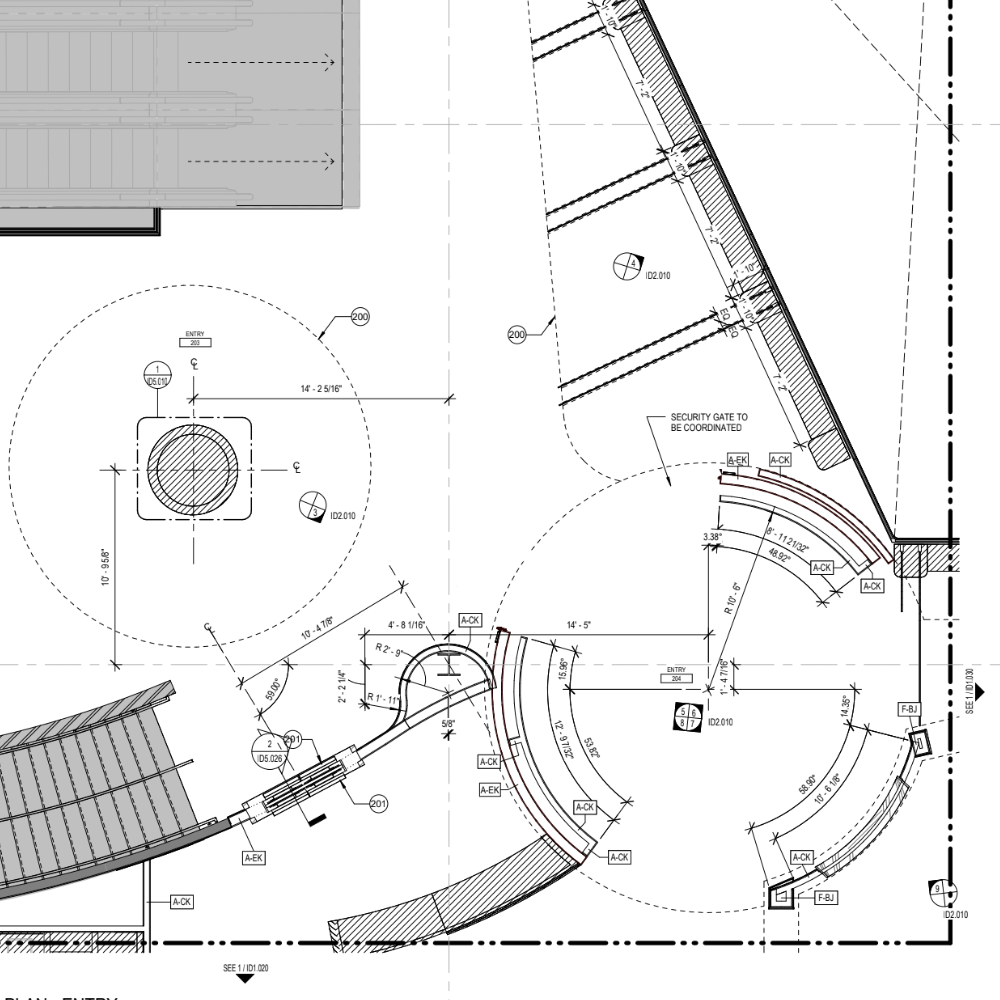 1'- 10"
7'- 2"
1'- 10"
7'- 2"
4
ID2.010
1'- 10"
1'- 10"
EQ
EQ
7'- 2"
200
200
ENTRY
203
℄
1
ID5.010
14' - 2 5/16"
℄
3
ID2.010
10' - 9 5/8"
SECURITY GATE TO
BE COORDINATED
A-EK
A-CK
3.38°
8' - 11 21/32"
48.92°
A-CK
A-CK
R 10' - 6"
℄
10' - 4 7/8"
59.00°
4' - 8 1/16"
A-CK
14' - 5"
R 2' - 9"
2' - 2 1/4"
R 1' - 11"
5/8"
15.96°
12' - 9 7/32"
53.82°
ENTRY
204
1' - 4 7/16"
5
6
8
7
ID2.010
14.35°
58.90°
10' - 6 1/8"
F-BJ
SEE 1 / ID1.030
201
2
ID5.026
201
A-CK
A-EK
A-CK
A-CK
A-EK
A-CK
A-CK
F-BJ
9
ID2.010
SEE 1 / ID1.020